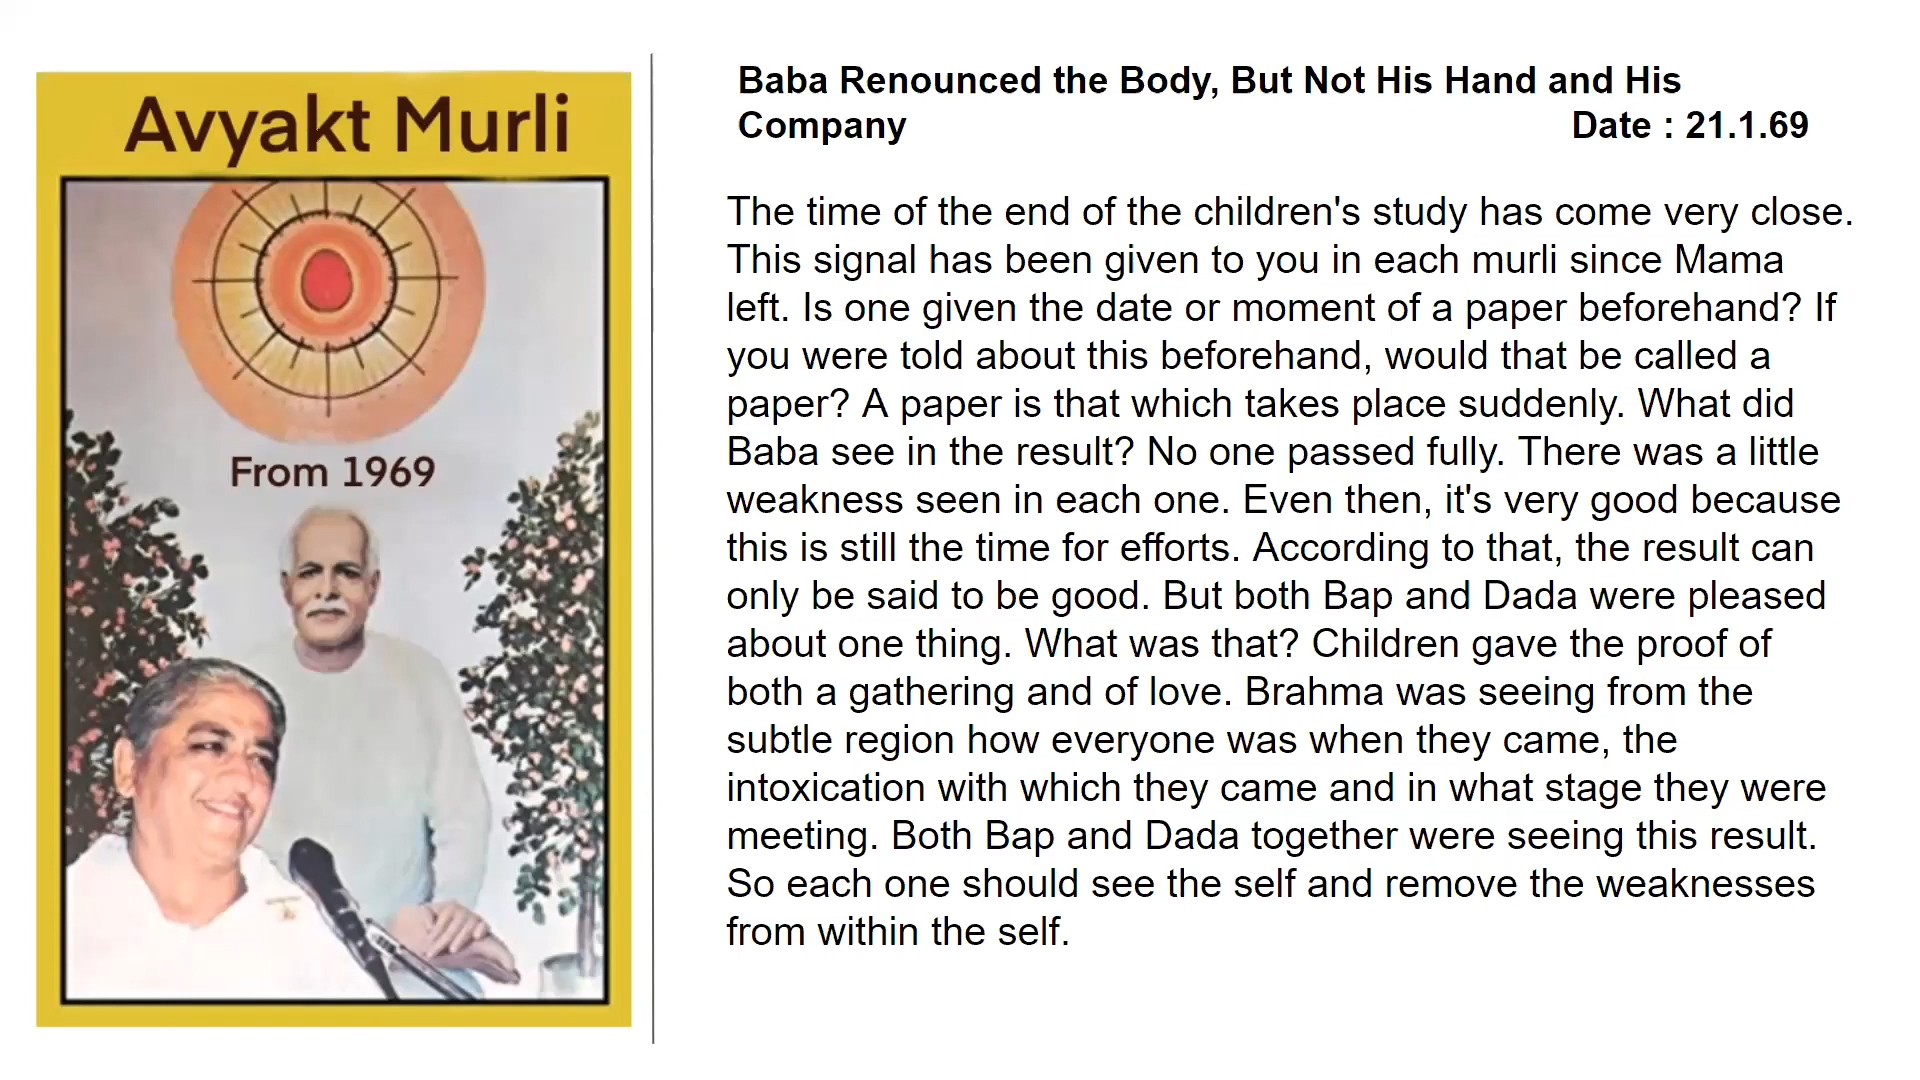 Avyakt Murli
From 1969
Baba Renounced the Body, But Not His Hand and His
Company Date : 21.1.69
The time of the end of the children's study has come very close.
This signal has been given to you in each murli since Mama
left. Is one given the date or moment of a paper beforehand? If
you were told about this beforehand, would that be called a
paper? A paper is that which takes place suddenly. What did
Baba see in the result? No one passed fully. There was a little
weakness seen in each one. Even then, it's very good because
this is still the time for efforts. According to that, the result can
only be said to be good. But both Bap and Dada were pleased
about one thing. What was that? Children gave the proof of
both a gathering and of love. Brahma was seeing from the
subtle region how everyone was when they came, the
intoxication with which they came and in what stage they were
meeting. Both Bap and Dada together were seeing this result.
So each one should see the self and remove the weaknesses
from within the self.